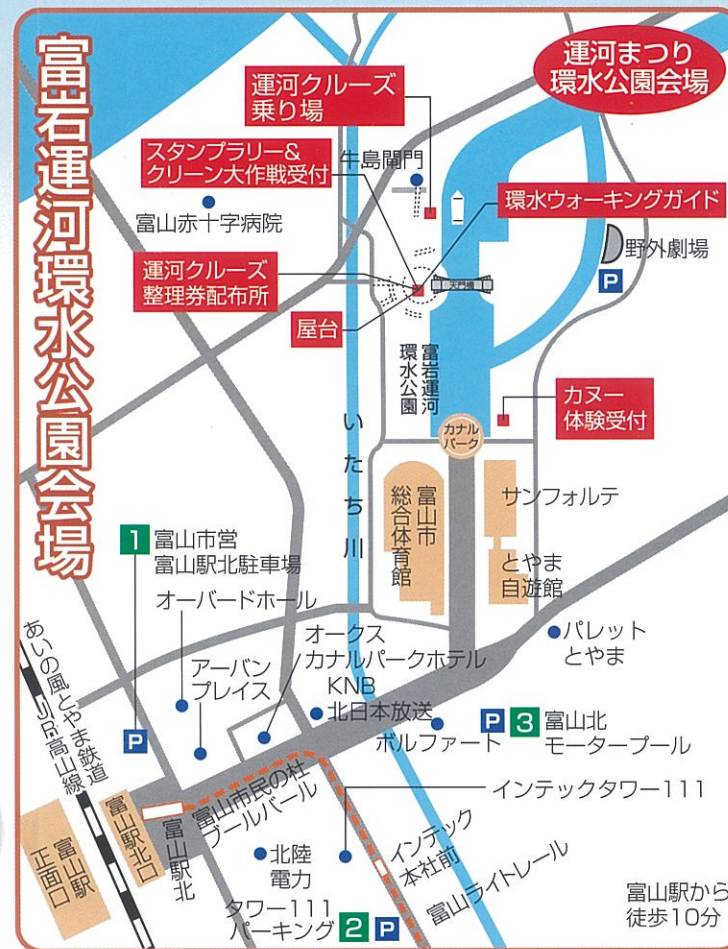 富岩運河環水公園会場
運河まつり
環水公園会場
運河クルーズ
乗り場
スタンプラリー&
クリーン大作戦受付
牛島閘門
富山赤十字病院
環水ウォーキングガイド
野外劇場
P
運河クルーズ
整理券配布所
天門橋
屋台
富岩運河
環水公園
カヌー
体験受付
カナル
パーク
いたち川
富山市
総合体育館
サンフォルテ
とやま
自遊館
1 富山市営
富山駅北駐車場
オーバードホール
オークス
カナルパークホテル
アーバン
プレイス
パレット
とやま
KNB
北日本放送
P
ボルファート
P 3 富山北
モータープール
あいの風とやま鉄道
JR高山線
インテックタワー111
富山市民の杜
ブールバール
富山駅北口
富山駅北
富山駅
正面口
北陸
電力
インテック
本社前
富山ライトレール
タワー111
パーキング 2 P
富山駅から
徒歩10分